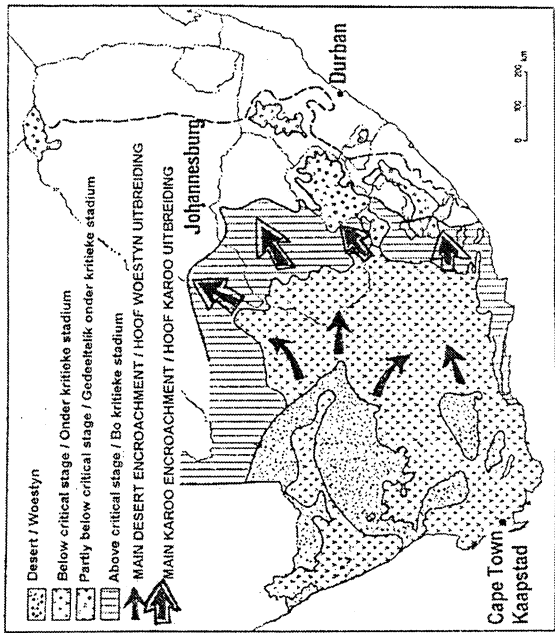 Desert / Woestyn
Below critical stage / Onder kritieke stadium
Partly below critical stage / Gedeeltelik onder kritieke stadium
Above critical stage / Bo kritieke stadium
MAIN DESERT ENCROACHMENT / HOOF WOESTYN UITBREIDING
MAIN KAROO ENCROACHMENT / HOOF KAROO UITBREIDING
Johannesburg
Durban
Cape Town
Kaapstad
0 100 200 km